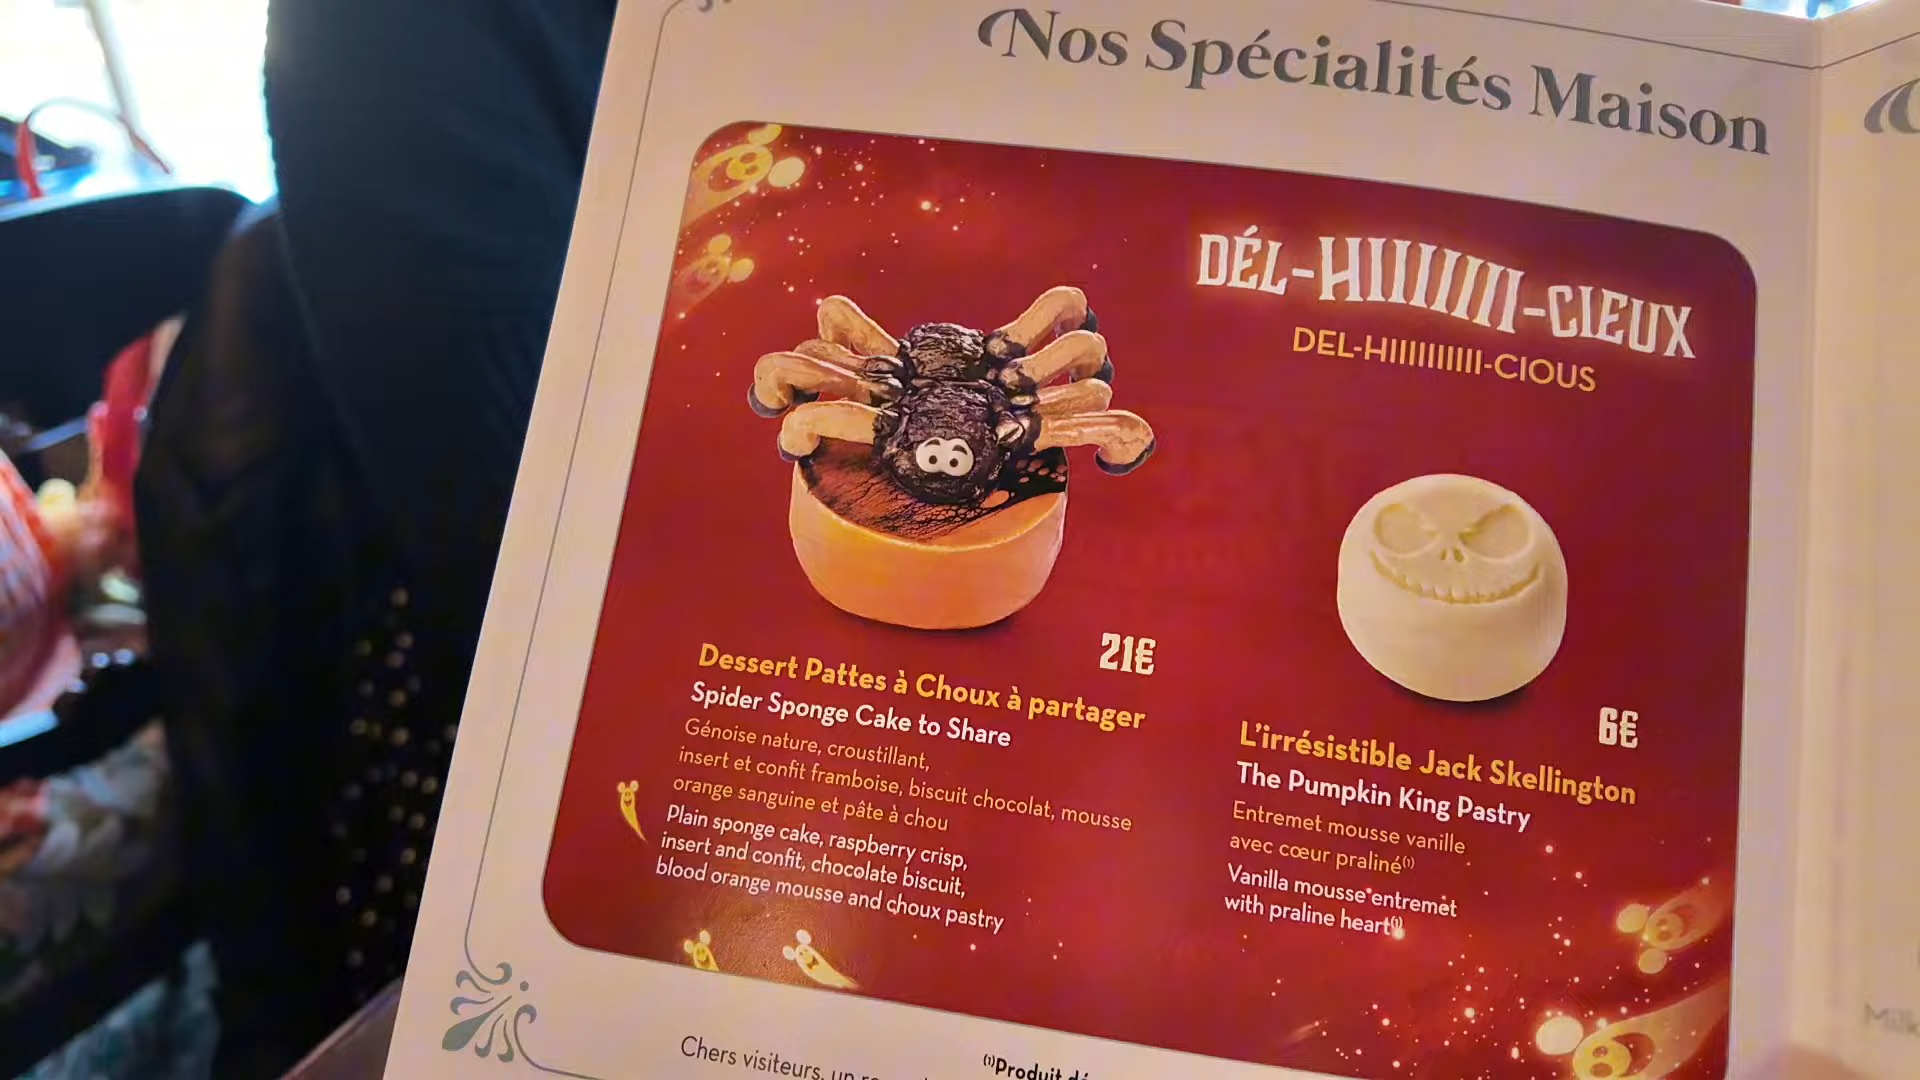 Nos Spécialités Maison
DÉL-HIIIIIII-CIEUX
DEL-HIIIIIIIIIII-CIOUS
21€
Dessert Pattes à Choux à partager
Spider Sponge Cake to Share
Génoise nature, croustillant,
insert et confit framboise, biscuit chocolat, mousse
orange sanguine et pâte à chou
Plain sponge cake, raspberry crisp,
insert and confit, chocolate biscuit,
blood orange mousse and choux pastry
6€
L'irrésistible Jack Skellington
The Pumpkin King Pastry
Entremet mousse vanille
avec cœur praliné(1)
Vanilla mousse entremet
with praline heart(1)
Chers visiteurs, un
(1)Produit
Milk